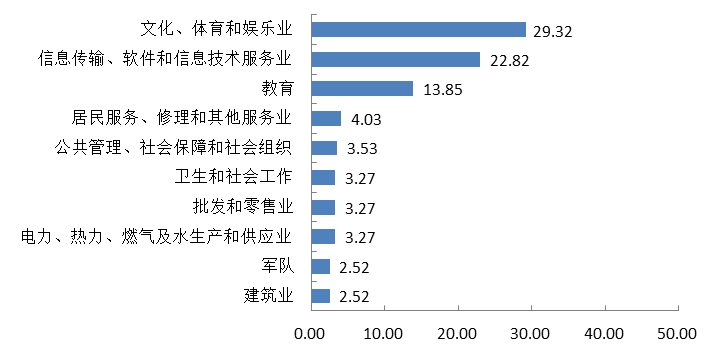 文化、体育和娱乐业 29.32
信息传输、软件和信息技术服务业 22.82
教育 13.85
居民服务、修理和其他服务业 4.03
公共管理、社会保障和社会组织 3.53
卫生和社会工作 3.27
批发和零售业 3.27
电力、热力、燃气及水生产和供应业 3.27
军队 2.52
建筑业 2.52
0.00 10.00 20.00 30.00 40.00 50.00